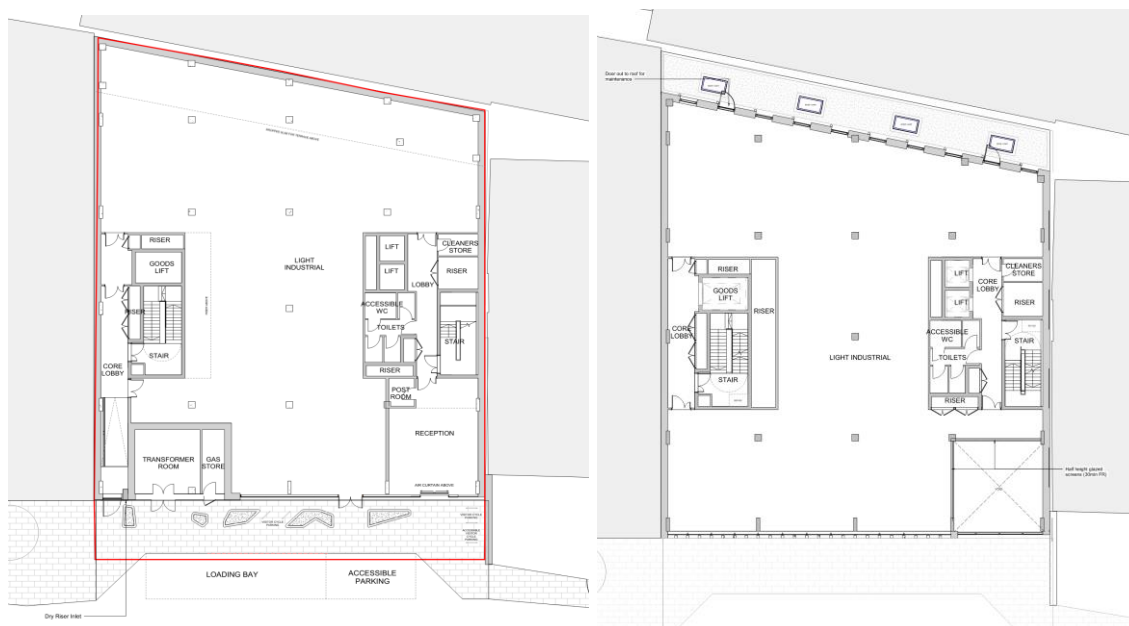 RISER
GOODS
LIFT
RISER
STAIR
CORE
LOBBY
TRANSFORMER
ROOM
GAS
STORE
LIGHT
INDUSTRIAL
LIFT
LIFT
LOBBY
CLEANERS
STORE
RISER
ACCESSIBLE
WC
TOILETS
STAIR
RISER
POST
ROOM
RECEPTION
AIR CURTAIN ABOVE
LOADING BAY
ACCESSIBLE
PARKING
Dry Riser Inlet
Door out to roof for
maintenance
RISER
GOODS
LIFT
RISER
CORE
LOBBY
STAIR
LIGHT INDUSTRIAL
LIFT
LIFT
CORE
LOBBY
CLEANERS
STORE
RISER
ACCESSIBLE
WC
TOILETS
STAIR
RISER
Half height glazed
screens (30min FR)